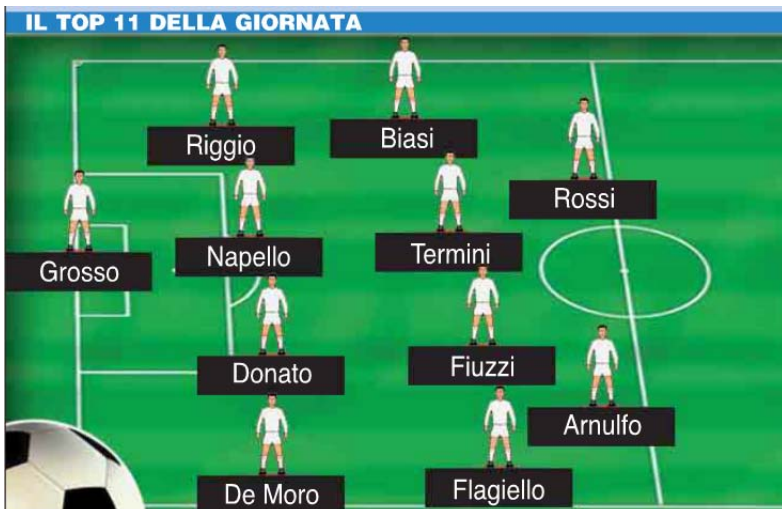 IL TOP 11 DELLA GIORNATA
Riggio
Biasi
Rossi
Grosso
Napello
Termini
Donato
Fiuzzi
Arnulfo
De Moro
Flagiello